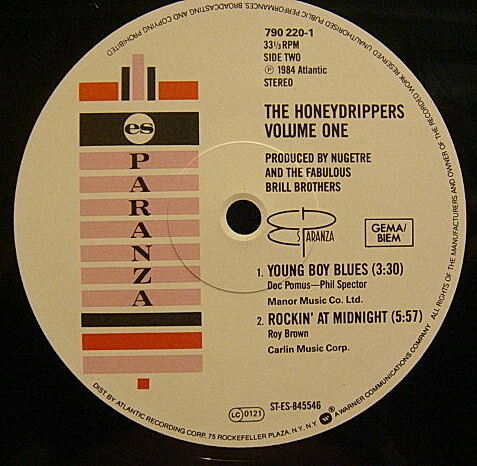 790 220-1
33⅓ RPM
SIDE TWO
Ⓟ 1984 Atlantic
STEREO
THE HONEYDRIPPERS
VOLUME ONE
PRODUCED BY NUGETRE
AND THE FABULOUS
BRILL BROTHERS
es
PARANZA
ES PARANZA
GEMA/
BIEM
1. YOUNG BOY BLUES (3:30)
Doc Pomus—Phil Spector
Manor Music Co. Ltd.
2. ROCKIN' AT MIDNIGHT (5:57)
Roy Brown
Carlin Music Corp.
LC 0121
ST-ES-845546
DIST. BY ATLANTIC RECORDING CORP., 75 ROCKEFELLER PLAZA, N.Y., N.Y. W A WARNER COMMUNICATIONS COMPANY
ALL RIGHTS OF THE MANUFACTURERS AND OWNER OF THE RECORDED WORK RESERVED UNAUTHORISED PUBLIC PERFORMANCES BROADCASTING AND COPYING PROHIBITED